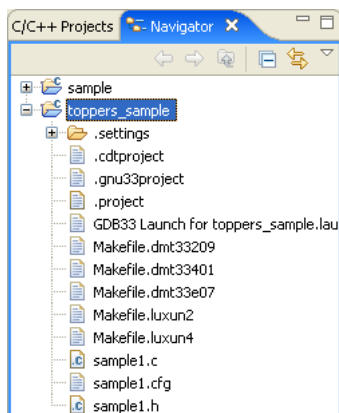 C/C++ Projects Navigator
sample
toppers_sample
.settings
.cdtproject
.gnu33project
.project
GDB33 Launch for toppers_sample.lau
Makefile.dmt33209
Makefile.dmt33401
Makefile.dmt33e07
Makefile.luxun2
Makefile.luxun4
sample1.c
sample1.cfg
sample1.h